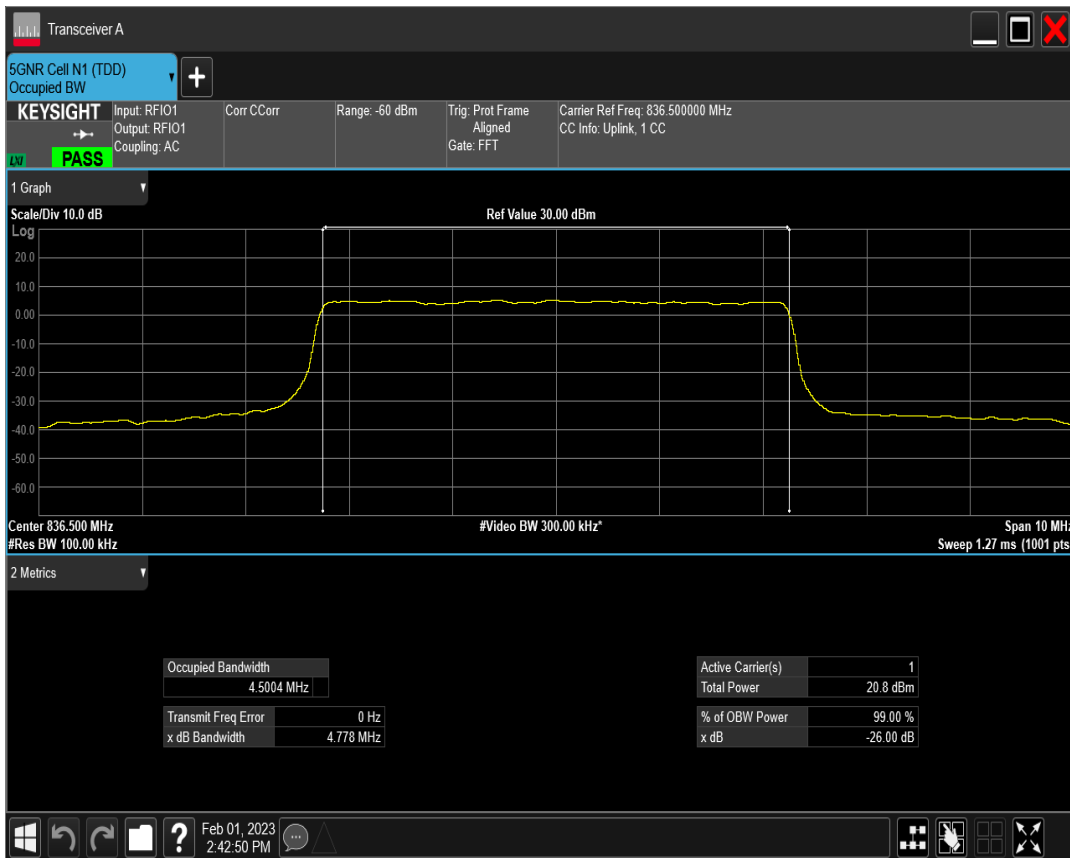 Transceiver A
5GNR Cell N1 (TDD)
Occupied BW
+
KEYSIGHT
LXI
PASS
Input: RFIO1
Output: RFIO1
Coupling: AC
Corr CCorr
Range: -60 dBm
Trig: Prot Frame
Aligned
Gate: FFT
Carrier Ref Freq: 836.500000 MHz
CC Info: Uplink, 1 CC
1 Graph
Scale/Div 10.0 dB
Ref Value 30.00 dBm
Log
20.0
10.0
0.00
-10.0
-20.0
-30.0
-40.0
-50.0
-60.0
Center 836.500 MHz
#Video BW 300.00 kHz*
Span 10 MHz
#Res BW 100.00 kHz
Sweep 1.27 ms (1001 pts
2 Metrics
Occupied Bandwidth
4.5004 MHz
Transmit Freq Error 0 Hz
x dB Bandwidth 4.778 MHz
Active Carrier(s) 1
Total Power 20.8 dBm
% of OBW Power 99.00 %
x dB -26.00 dB
?
Feb 01, 2023
2:42:50 PM